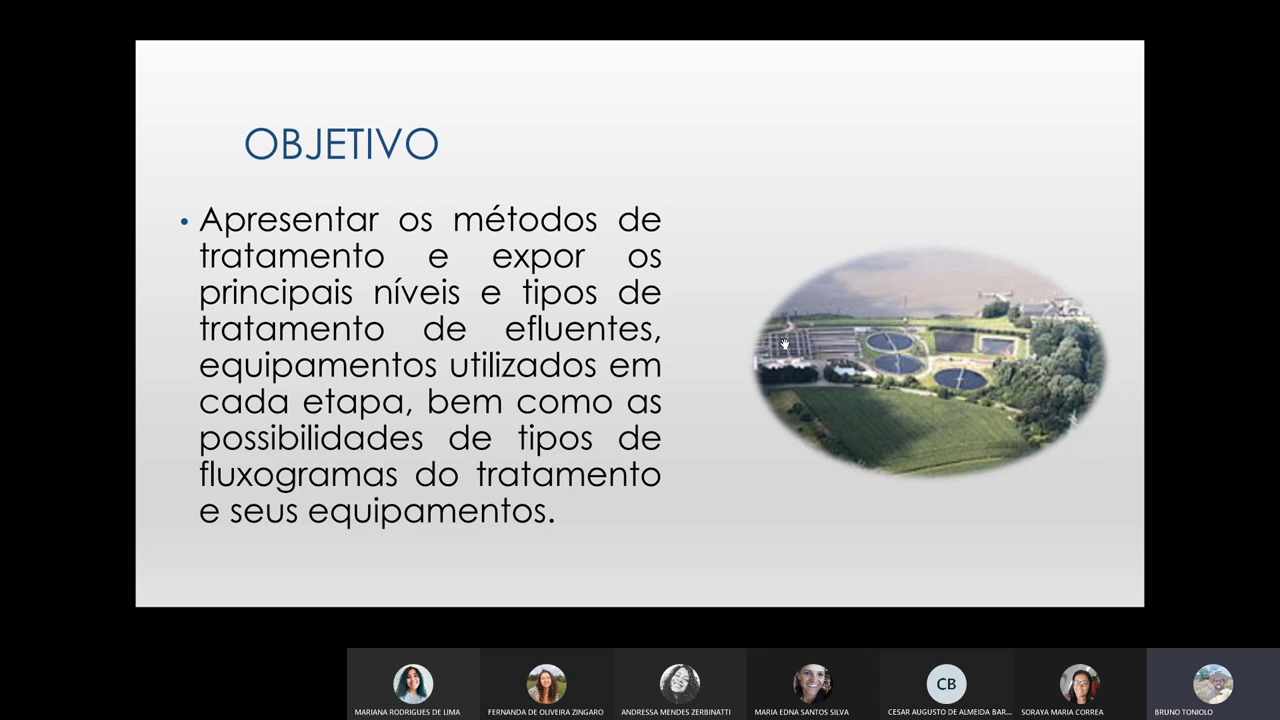 OBJETIVO
• Apresentar os métodos de
tratamento e expor os
principais níveis e tipos de
tratamento de efluentes,
equipamentos utilizados em
cada etapa, bem como as
possibilidades de tipos de
fluxogramas do tratamento
e seus equipamentos.
CB
MARIANA RODRIGUES DE LIMA
FERNANDA DE OLIVEIRA ZINGARO
ANDRESSA MENDES ZERBINATTI
MARIA EDNA SANTOS SILVA
CESAR AUGUSTO DE ALMEIDA BAR...
SORAYA MARIA CORREA
BRUNO TONIOLO